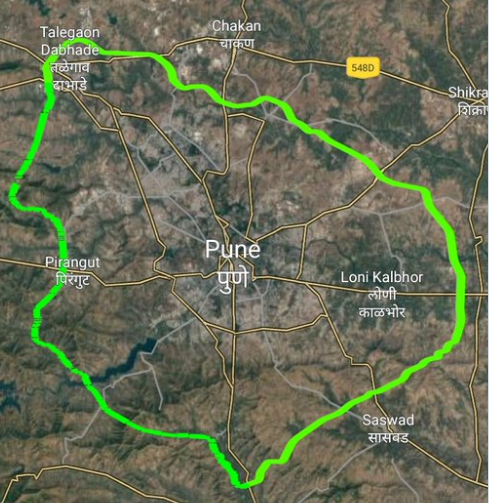 Talegaon
Dabhade
तळेगाव
दाभाडे
Chakan
चाकण
548D
Shikra
शिक्रा
Pune
पुणे
Pirangut
पिरंगुट
Loni Kalbhor
लोणी
काळभोर
Saswad
सासवड